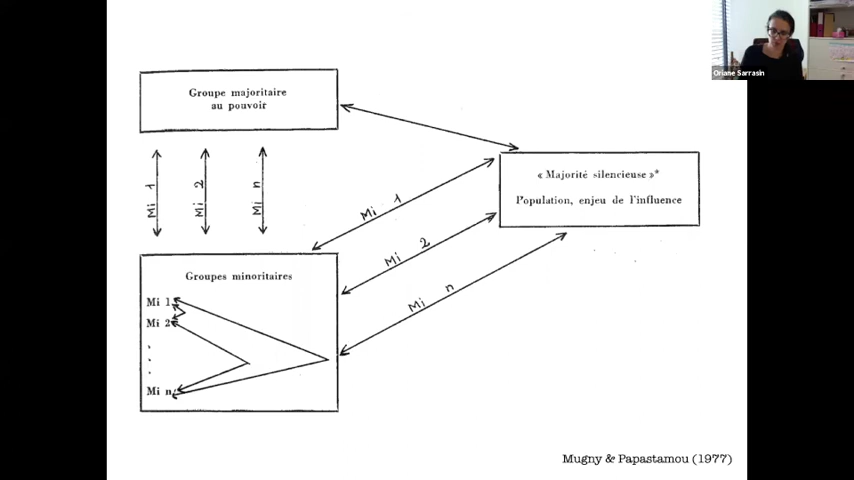 Oriane Sarrasin
Groupe majoritaire
au pouvoir
« Majorité silencieuse »*
Population, enjeu de l'influence
Mi 1
Mi 2
Mi n
Mi 1
Mi 2
Mi n
Groupes minoritaires
Mi 1
Mi 2
Mi n
Mugny & Papastamou (1977)